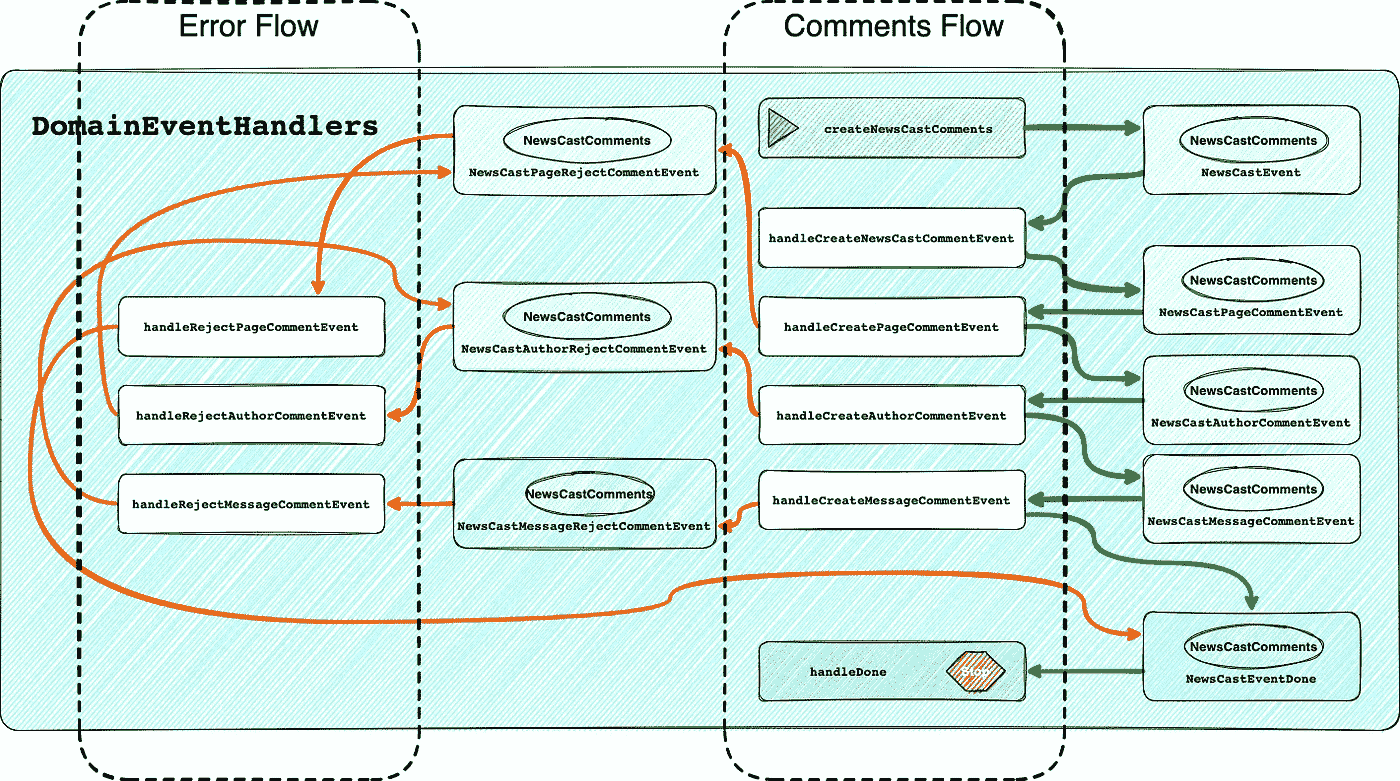 Error Flow
Comments Flow
DomainEventHandlers
NewsCastComments
NewsCastPageRejectCommentEvent
createNewsCastComments
NewsCastComments
NewsCastEvent
handleCreateNewsCastCommentEvent
NewsCastComments
NewsCastPageCommentEvent
handleRejectPageCommentEvent
NewsCastComments
NewsCastAuthorRejectCommentEvent
handleCreatePageCommentEvent
NewsCastComments
NewsCastAuthorCommentEvent
handleRejectAuthorCommentEvent
handleCreateAuthorCommentEvent
handleRejectMessageCommentEvent
NewsCastComments
NewsCastMessageRejectCommentEvent
handleCreateMessageCommentEvent
NewsCastComments
NewsCastMessageCommentEvent
handleDone
Stop
NewsCastComments
NewsCastEventDone